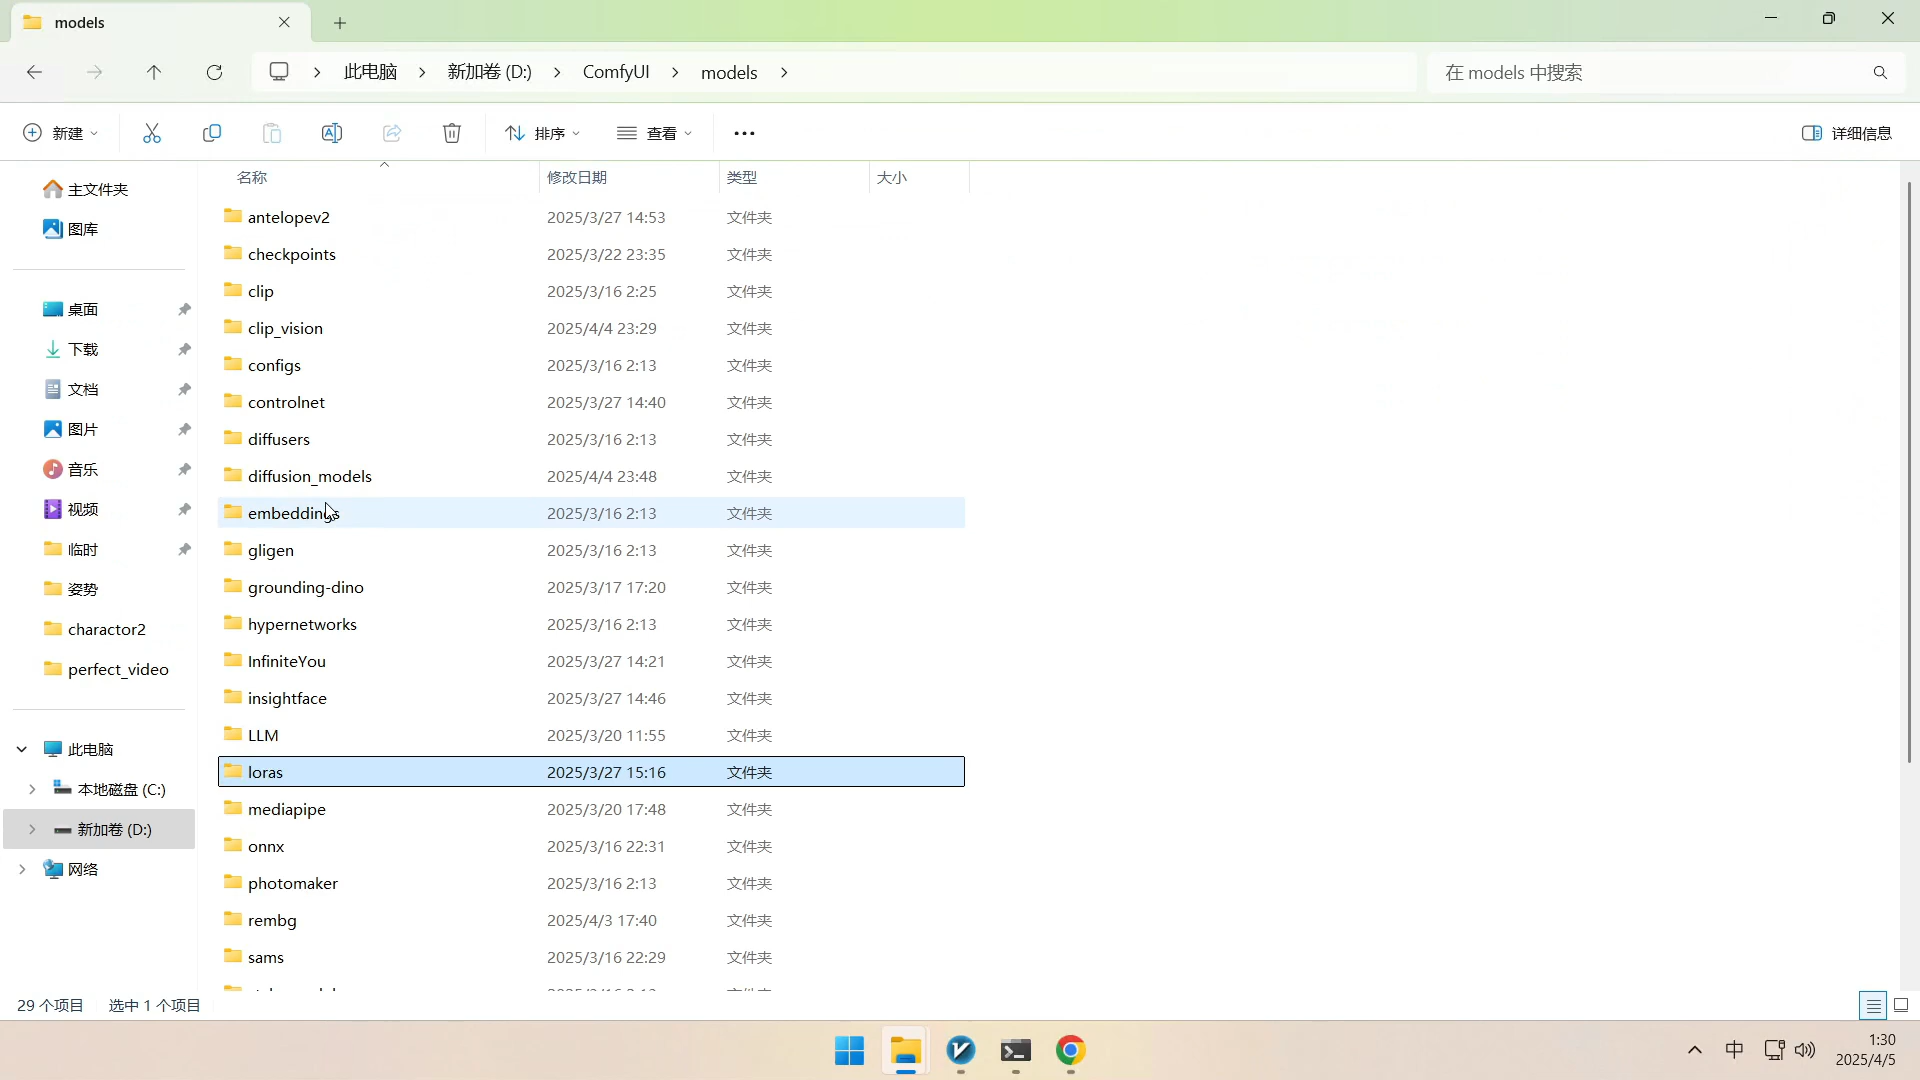 models
此电脑 > 新加卷 (D:) > ComfyUI > models >
在 models 中搜索
新建
排序
查看
详细信息
名称 修改日期 类型 大小
主文件夹
图库
桌面
下载
文档
图片
音乐
视频
临时
姿势
charactor2
perfect_video
此电脑
本地磁盘 (C:)
新加卷 (D:)
网络
antelopev2 2025/3/27 14:53 文件夹
checkpoints 2025/3/22 23:35 文件夹
clip 2025/3/16 2:25 文件夹
clip_vision 2025/4/4 23:29 文件夹
configs 2025/3/16 2:13 文件夹
controlnet 2025/3/27 14:40 文件夹
diffusers 2025/3/16 2:13 文件夹
diffusion_models 2025/4/4 23:48 文件夹
embeddings 2025/3/16 2:13 文件夹
gligen 2025/3/16 2:13 文件夹
grounding-dino 2025/3/17 17:20 文件夹
hypernetworks 2025/3/16 2:13 文件夹
InfiniteYou 2025/3/27 14:21 文件夹
insightface 2025/3/27 14:46 文件夹
LLM 2025/3/20 11:55 文件夹
loras 2025/3/27 15:16 文件夹
mediapipe 2025/3/20 17:48 文件夹
onnx 2025/3/16 22:31 文件夹
photomaker 2025/3/16 2:13 文件夹
rembg 2025/4/3 17:40 文件夹
sams 2025/3/16 22:29 文件夹
29 个项目 选中 1 个项目
中
1:30
2025/4/5